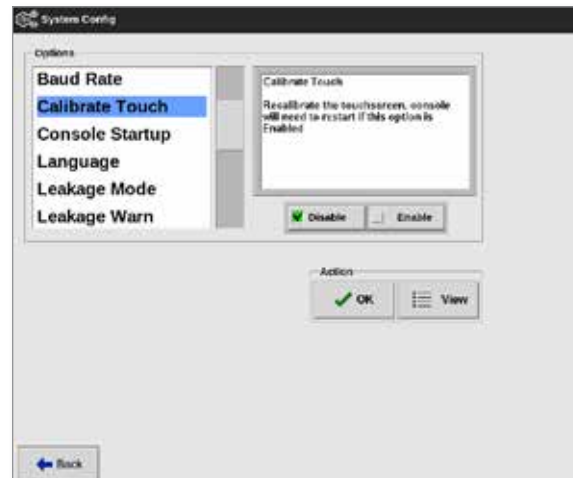 System Config
Options
Baud Rate
Calibrate Touch
Console Startup
Language
Leakage Mode
Leakage Warn
Calibrate Touch
Recalibrate the touchscreen, console
will need to restart if this option is
Enabled
Disable
Enable
Action
OK
View
Back